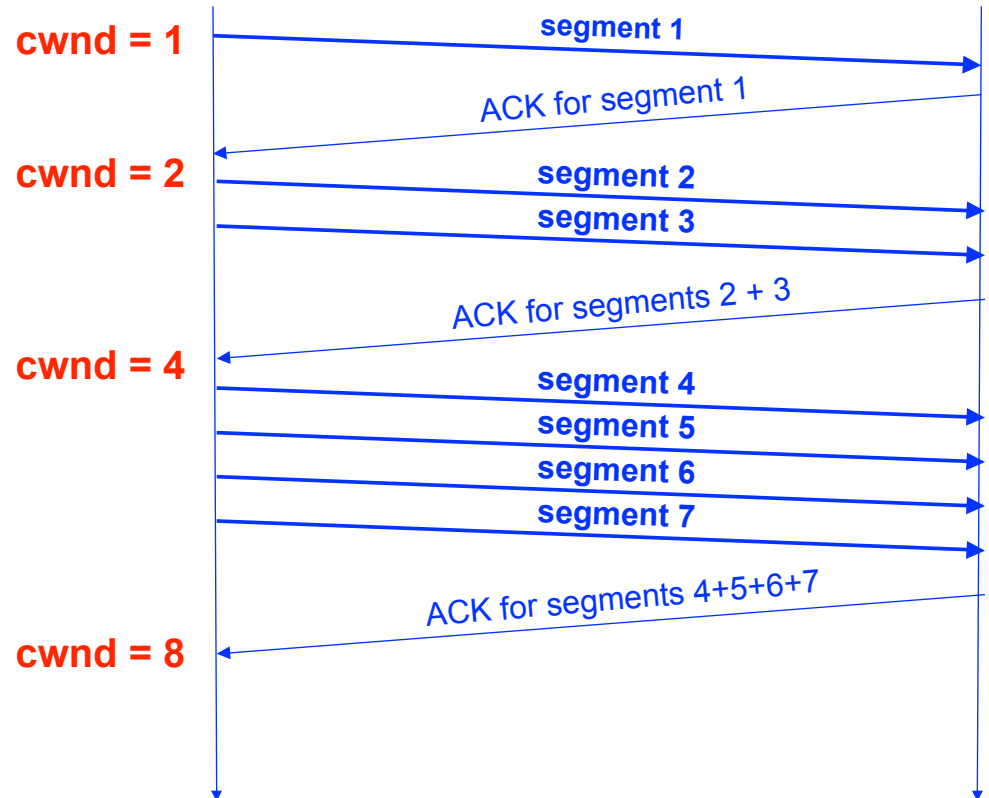 cwnd = 1
segment 1
ACK for segment 1
cwnd = 2
segment 2
segment 3
ACK for segments 2 + 3
cwnd = 4
segment 4
segment 5
segment 6
segment 7
ACK for segments 4+5+6+7
cwnd = 8